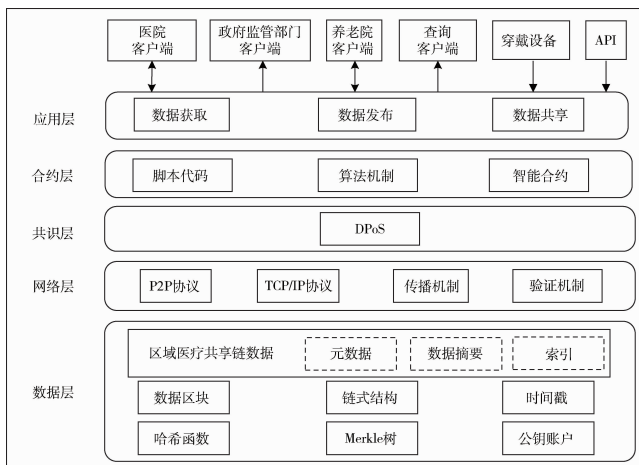 医院
客户端
政府监管部门
客户端
养老院
客户端
查询
客户端
穿戴设备
API
应用层
数据获取
数据发布
数据共享
合约层
脚本代码
算法机制
智能合约
共识层
DPoS
网络层
P2P协议
TCP/IP协议
传播机制
验证机制
数据层
区域医疗共享链数据
元数据
数据摘要
索引
数据区块
链式结构
时间戳
哈希函数
Merkle树
公钥账户